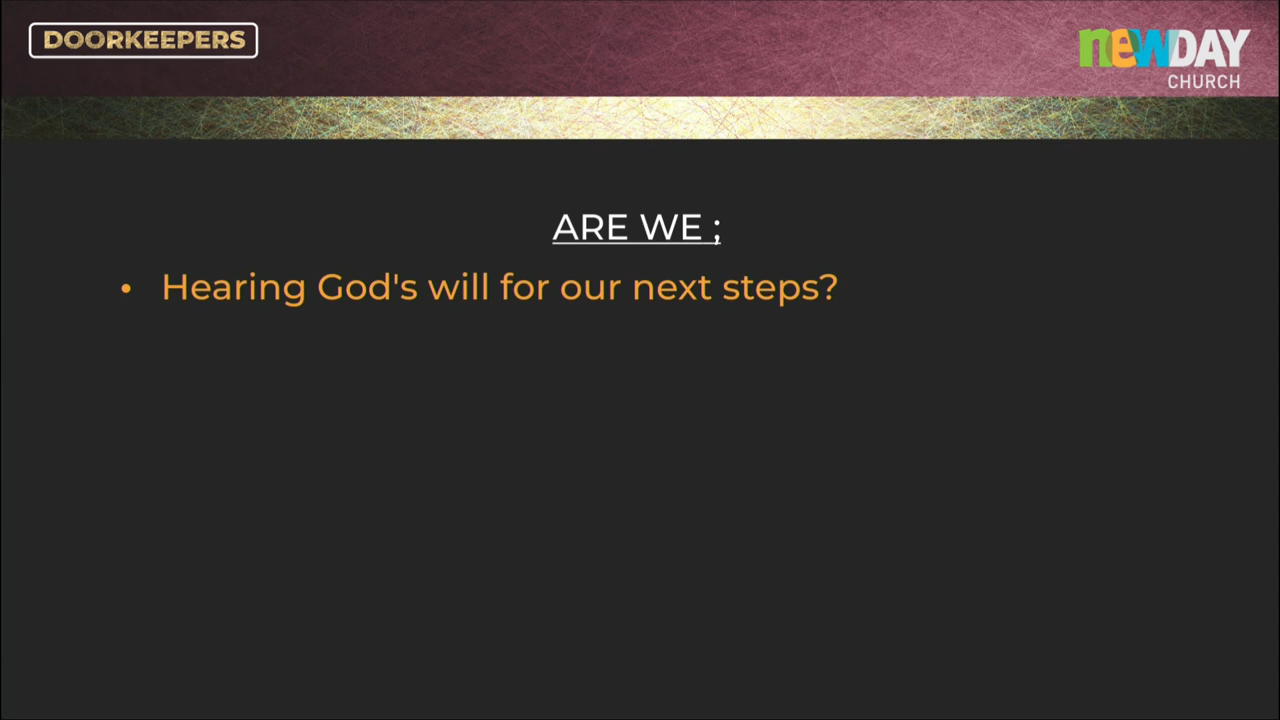 DOORKEEPERS
newDAY
CHURCH
ARE WE ;
• Hearing God's will for our next steps?